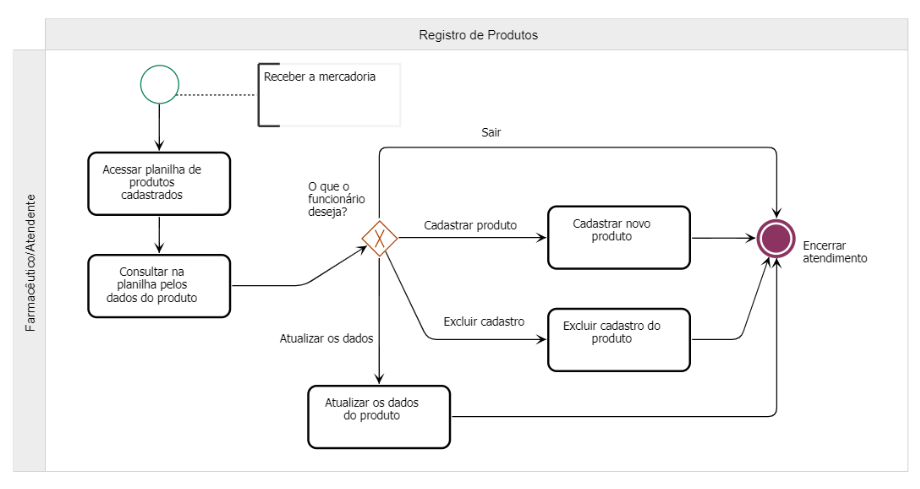 Registro de Produtos
Farmacêutico/Atendente
Receber a mercadoria
Acessar planilha de
produtos
cadastrados
Consultar na
planilha pelos
dados do produto
O que o
funcionário
deseja?
Sair
Cadastrar produto
Cadastrar novo
produto
Encerrar
atendimento
Excluir cadastro
Excluir cadastro do
produto
Atualizar os dados
Atualizar os dados
do produto